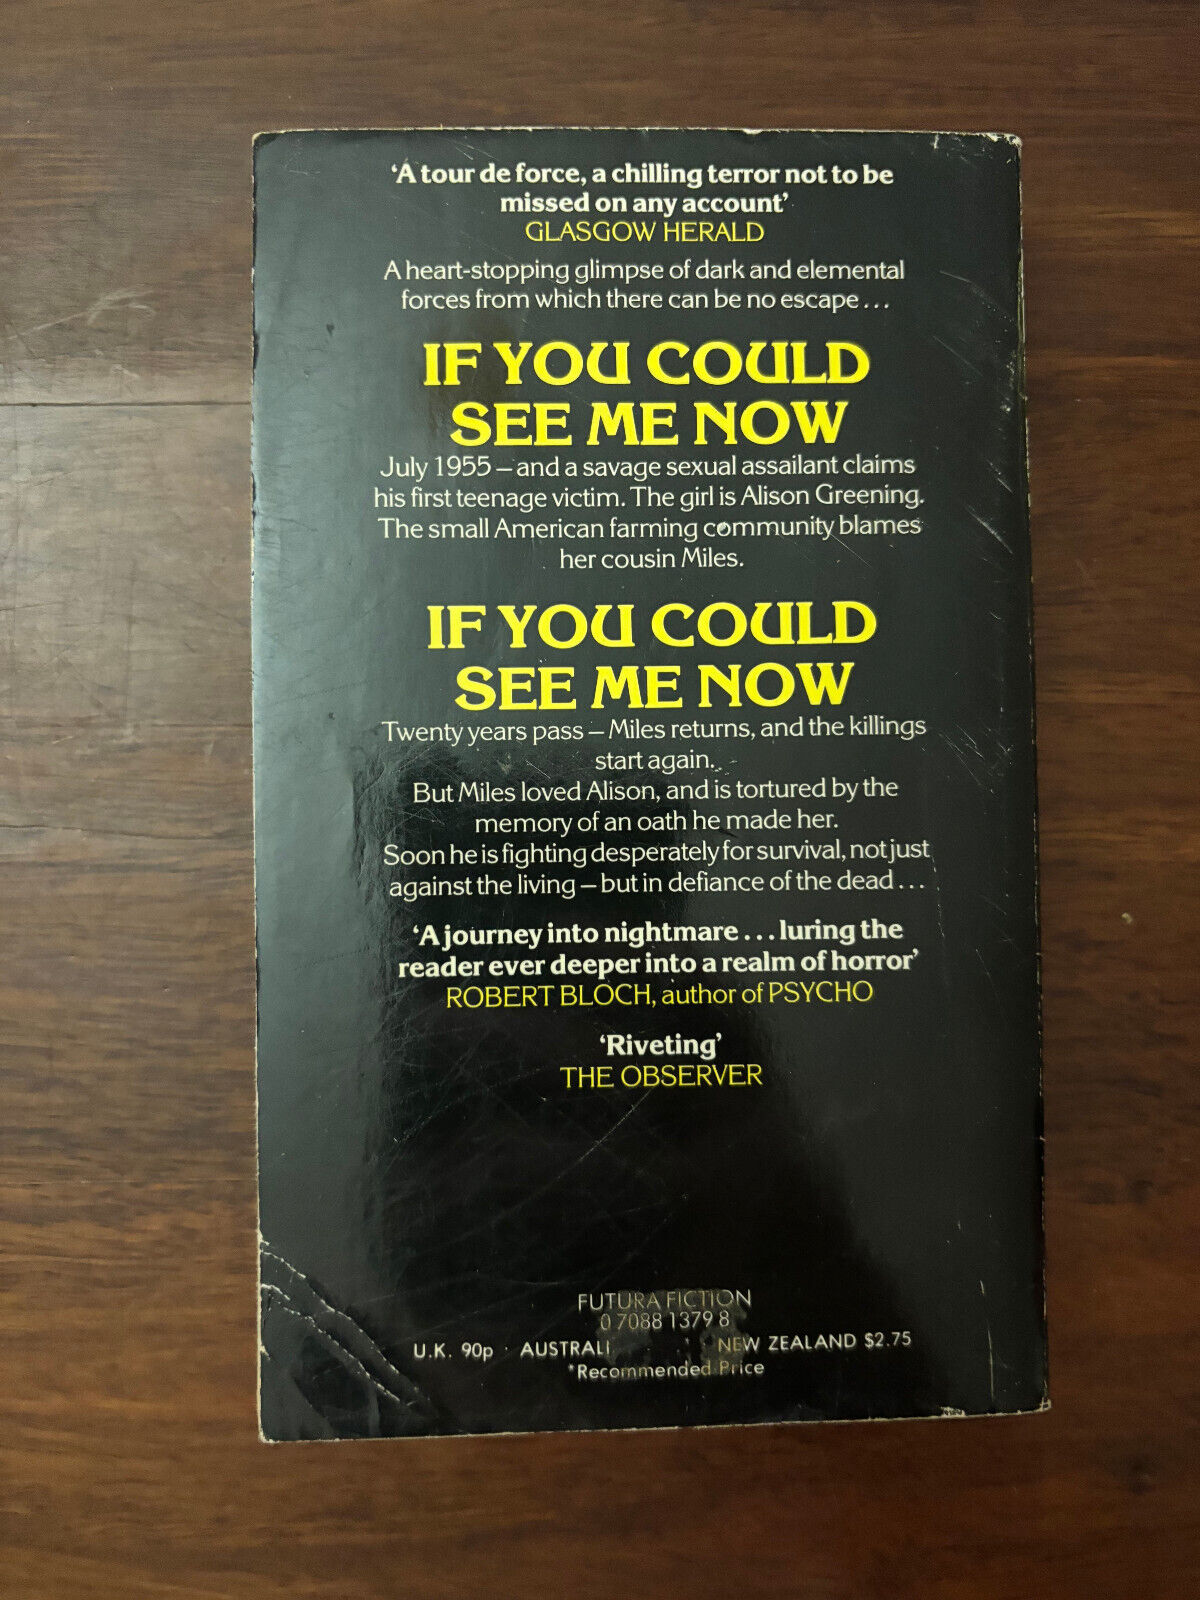 ‘A tour de force, a chilling terror not to be
missed on any account’
GLASGOW HERALD
A heart-stopping glimpse of dark and elemental
forces from which there can be no escape...
IF YOU COULD
SEE ME NOW
July 1955 – and a savage sexual assailant claims
his first teenage victim. The girl is Alison Greening.
The small American farming community blames
her cousin Miles.
IF YOU COULD
SEE ME NOW
Twenty years pass – Miles returns, and the killings
start again.
But Miles loved Alison, and is tortured by the
memory of an oath he made her.
Soon he is fighting desperately for survival, not just
against the living – but in defiance of the dead...
‘A journey into nightmare... luring the
reader ever deeper into a realm of horror’
ROBERT BLOCH, author of PSYCHO
‘Riveting’
THE OBSERVER
FUTURA FICTION
0 7088 1379 8
U.K. 90p · AUSTRALI NEW ZEALAND $2.75
*Recommended Price